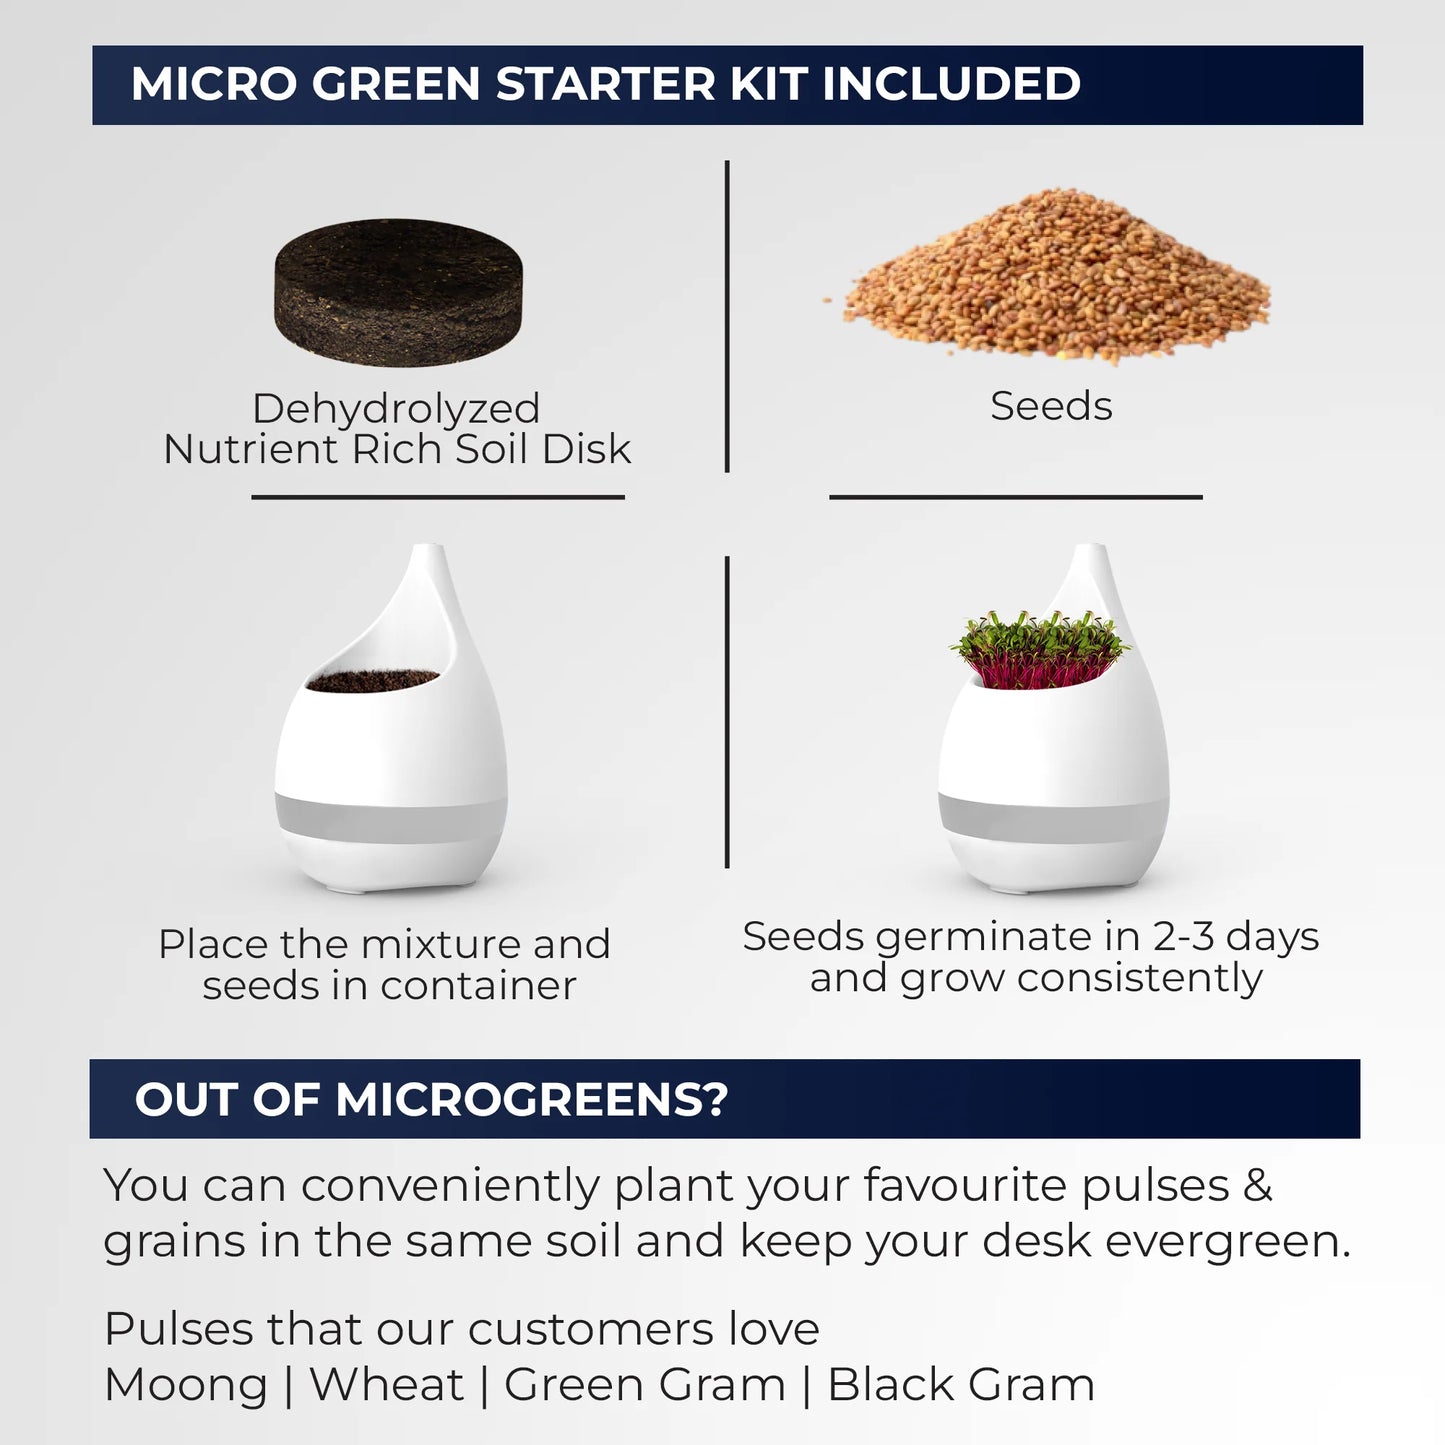 MICRO GREEN STARTER KIT INCLUDED
Dehydrolyzed
Nutrient Rich Soil Disk
Seeds
Place the mixture and
seeds in container
Seeds germinate in 2-3 days
and grow consistently
OUT OF MICROGREENS?
You can conveniently plant your favourite pulses &
grains in the same soil and keep your desk evergreen.
Pulses that our customers love
Moong | Wheat | Green Gram | Black Gram